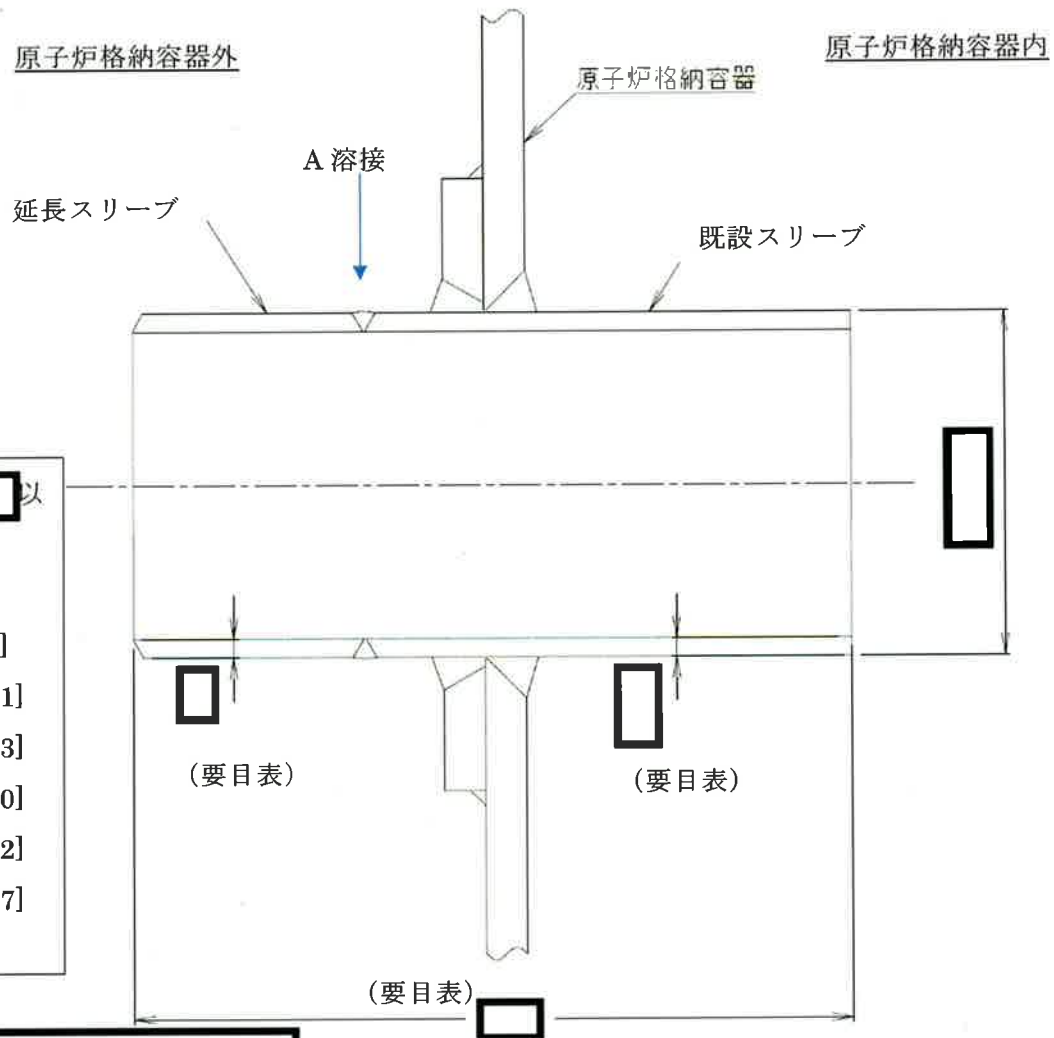 原子炉格納容器外
原子炉格納容器内
原子炉格納容器
A 溶接
延長スリーブ
既設スリーブ
以
]
1]
3]
0]
2]
7]
(要目表)
(要目表)
(要目表)